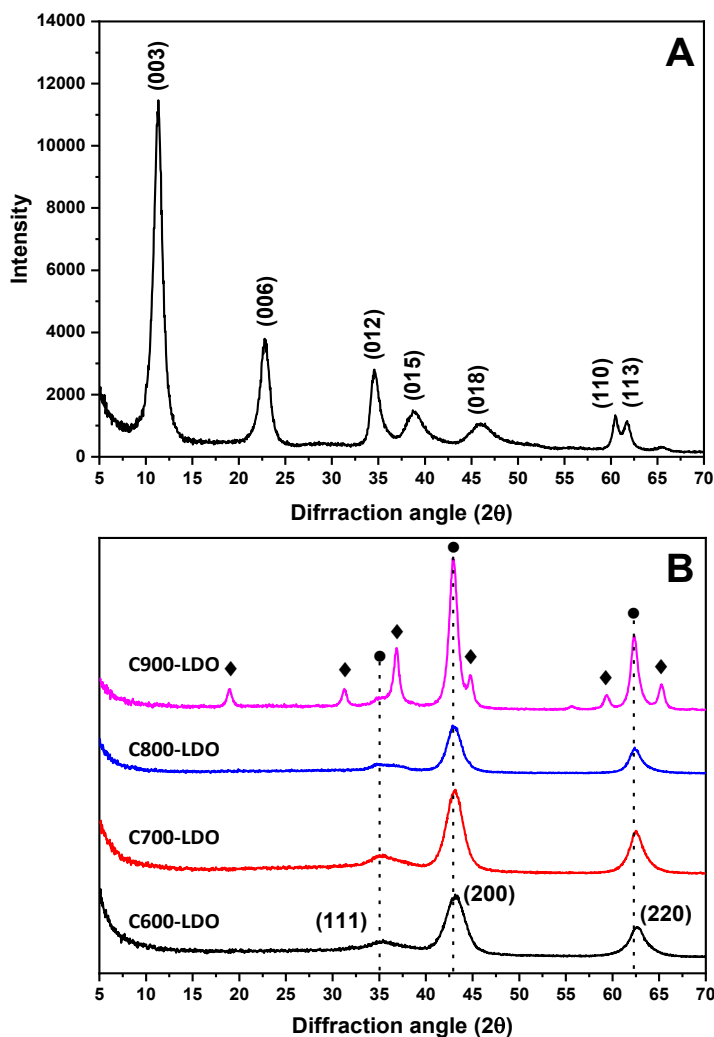 A
14000
12000
10000
8000
6000
4000
2000
0
Intensity
(003)
(006)
(012)
(015)
(018)
(110)
(113)
5 10 15 20 25 30 35 40 45 50 55 60 65 70
Difrraction angle (2θ)
B
C900-LDO
C800-LDO
C700-LDO
C600-LDO
(111)
(200)
(220)
5 10 15 20 25 30 35 40 45 50 55 60 65 70
Diffraction angle (2θ)